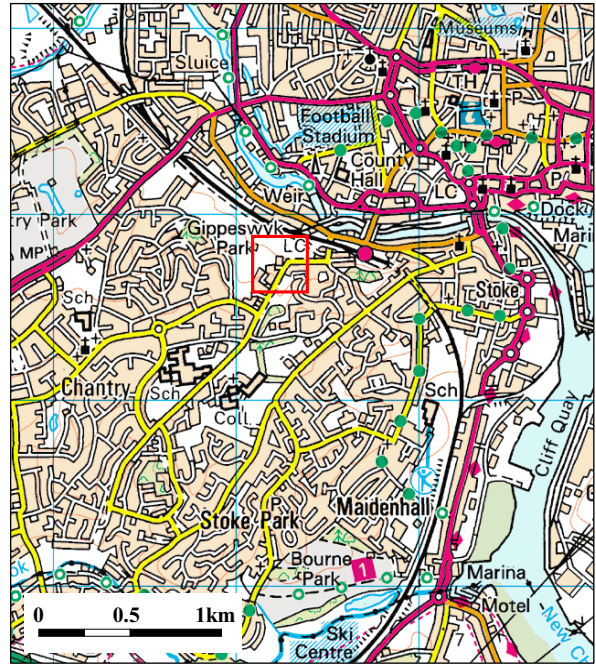 Museums
Sluice
TH
P
Football
Stadium
County
Hall
P
Weir
LC
Dock
ry Park
Gippeswyk
Park
LC
Mari
MP
Sch
Stoke
Chantry
Sch
Coll
Sch
Cliff Quay
Stoke Park
Maidenhall
Bourne
Park
1
ok
Marina
Motel
0 0.5 1km
Ski
Centre
New C